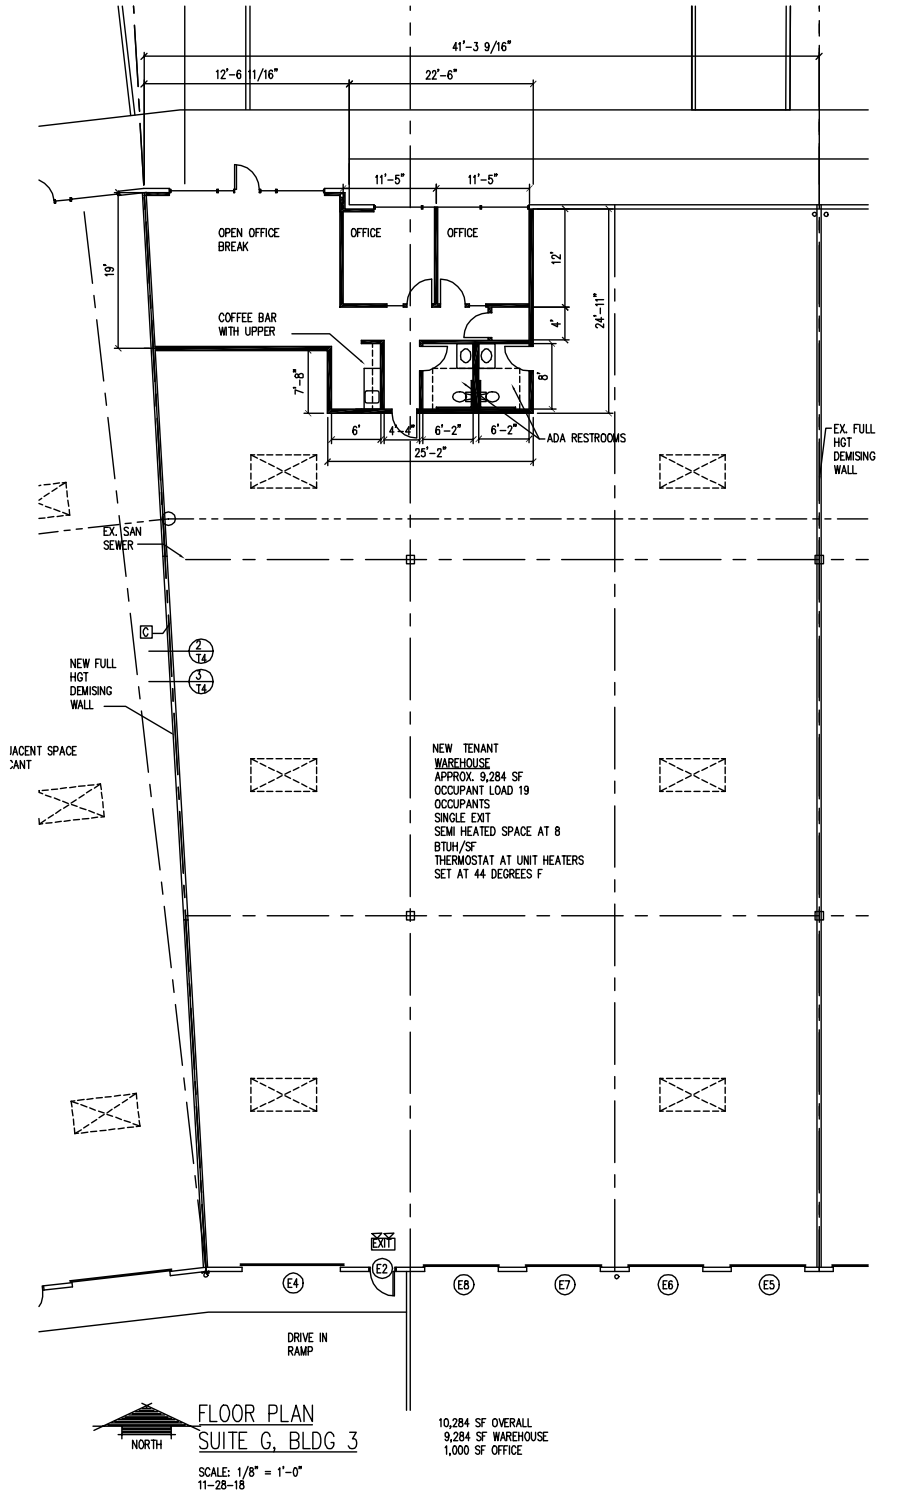 41'-3 9/16"
12'-6 11/16"
22'-6"
11'-5"
11'-5"
OPEN OFFICE
BREAK
OFFICE
OFFICE
19'
12'
24'-11"
4'
COFFEE BAR
WITH UPPER
7'-8"
8'
6'
4'-4"
6'-2"
6'-2"
25'-2"
ADA RESTROOMS
EX. FULL
HGT
DEMISING
WALL
EX. SAN
SEWER
C
2
T4
3
T4
NEW FULL
HGT
DEMISING
WALL
JACENT SPACE
CANT
NEW TENANT
WAREHOUSE
APPROX. 9,284 SF
OCCUPANT LOAD 19
OCCUPANTS
SINGLE EXIT
SEMI HEATED SPACE AT 8
BTUH/SF
THERMOSTAT AT UNIT HEATERS
SET AT 44 DEGREES F
EXIT
E4
E2
E8
E7
E6
E5
DRIVE IN
RAMP
NORTH
FLOOR PLAN
SUITE G, BLDG 3
SCALE: 1/8" = 1'-0"
11-28-18
10,284 SF OVERALL
9,284 SF WAREHOUSE
1,000 SF OFFICE